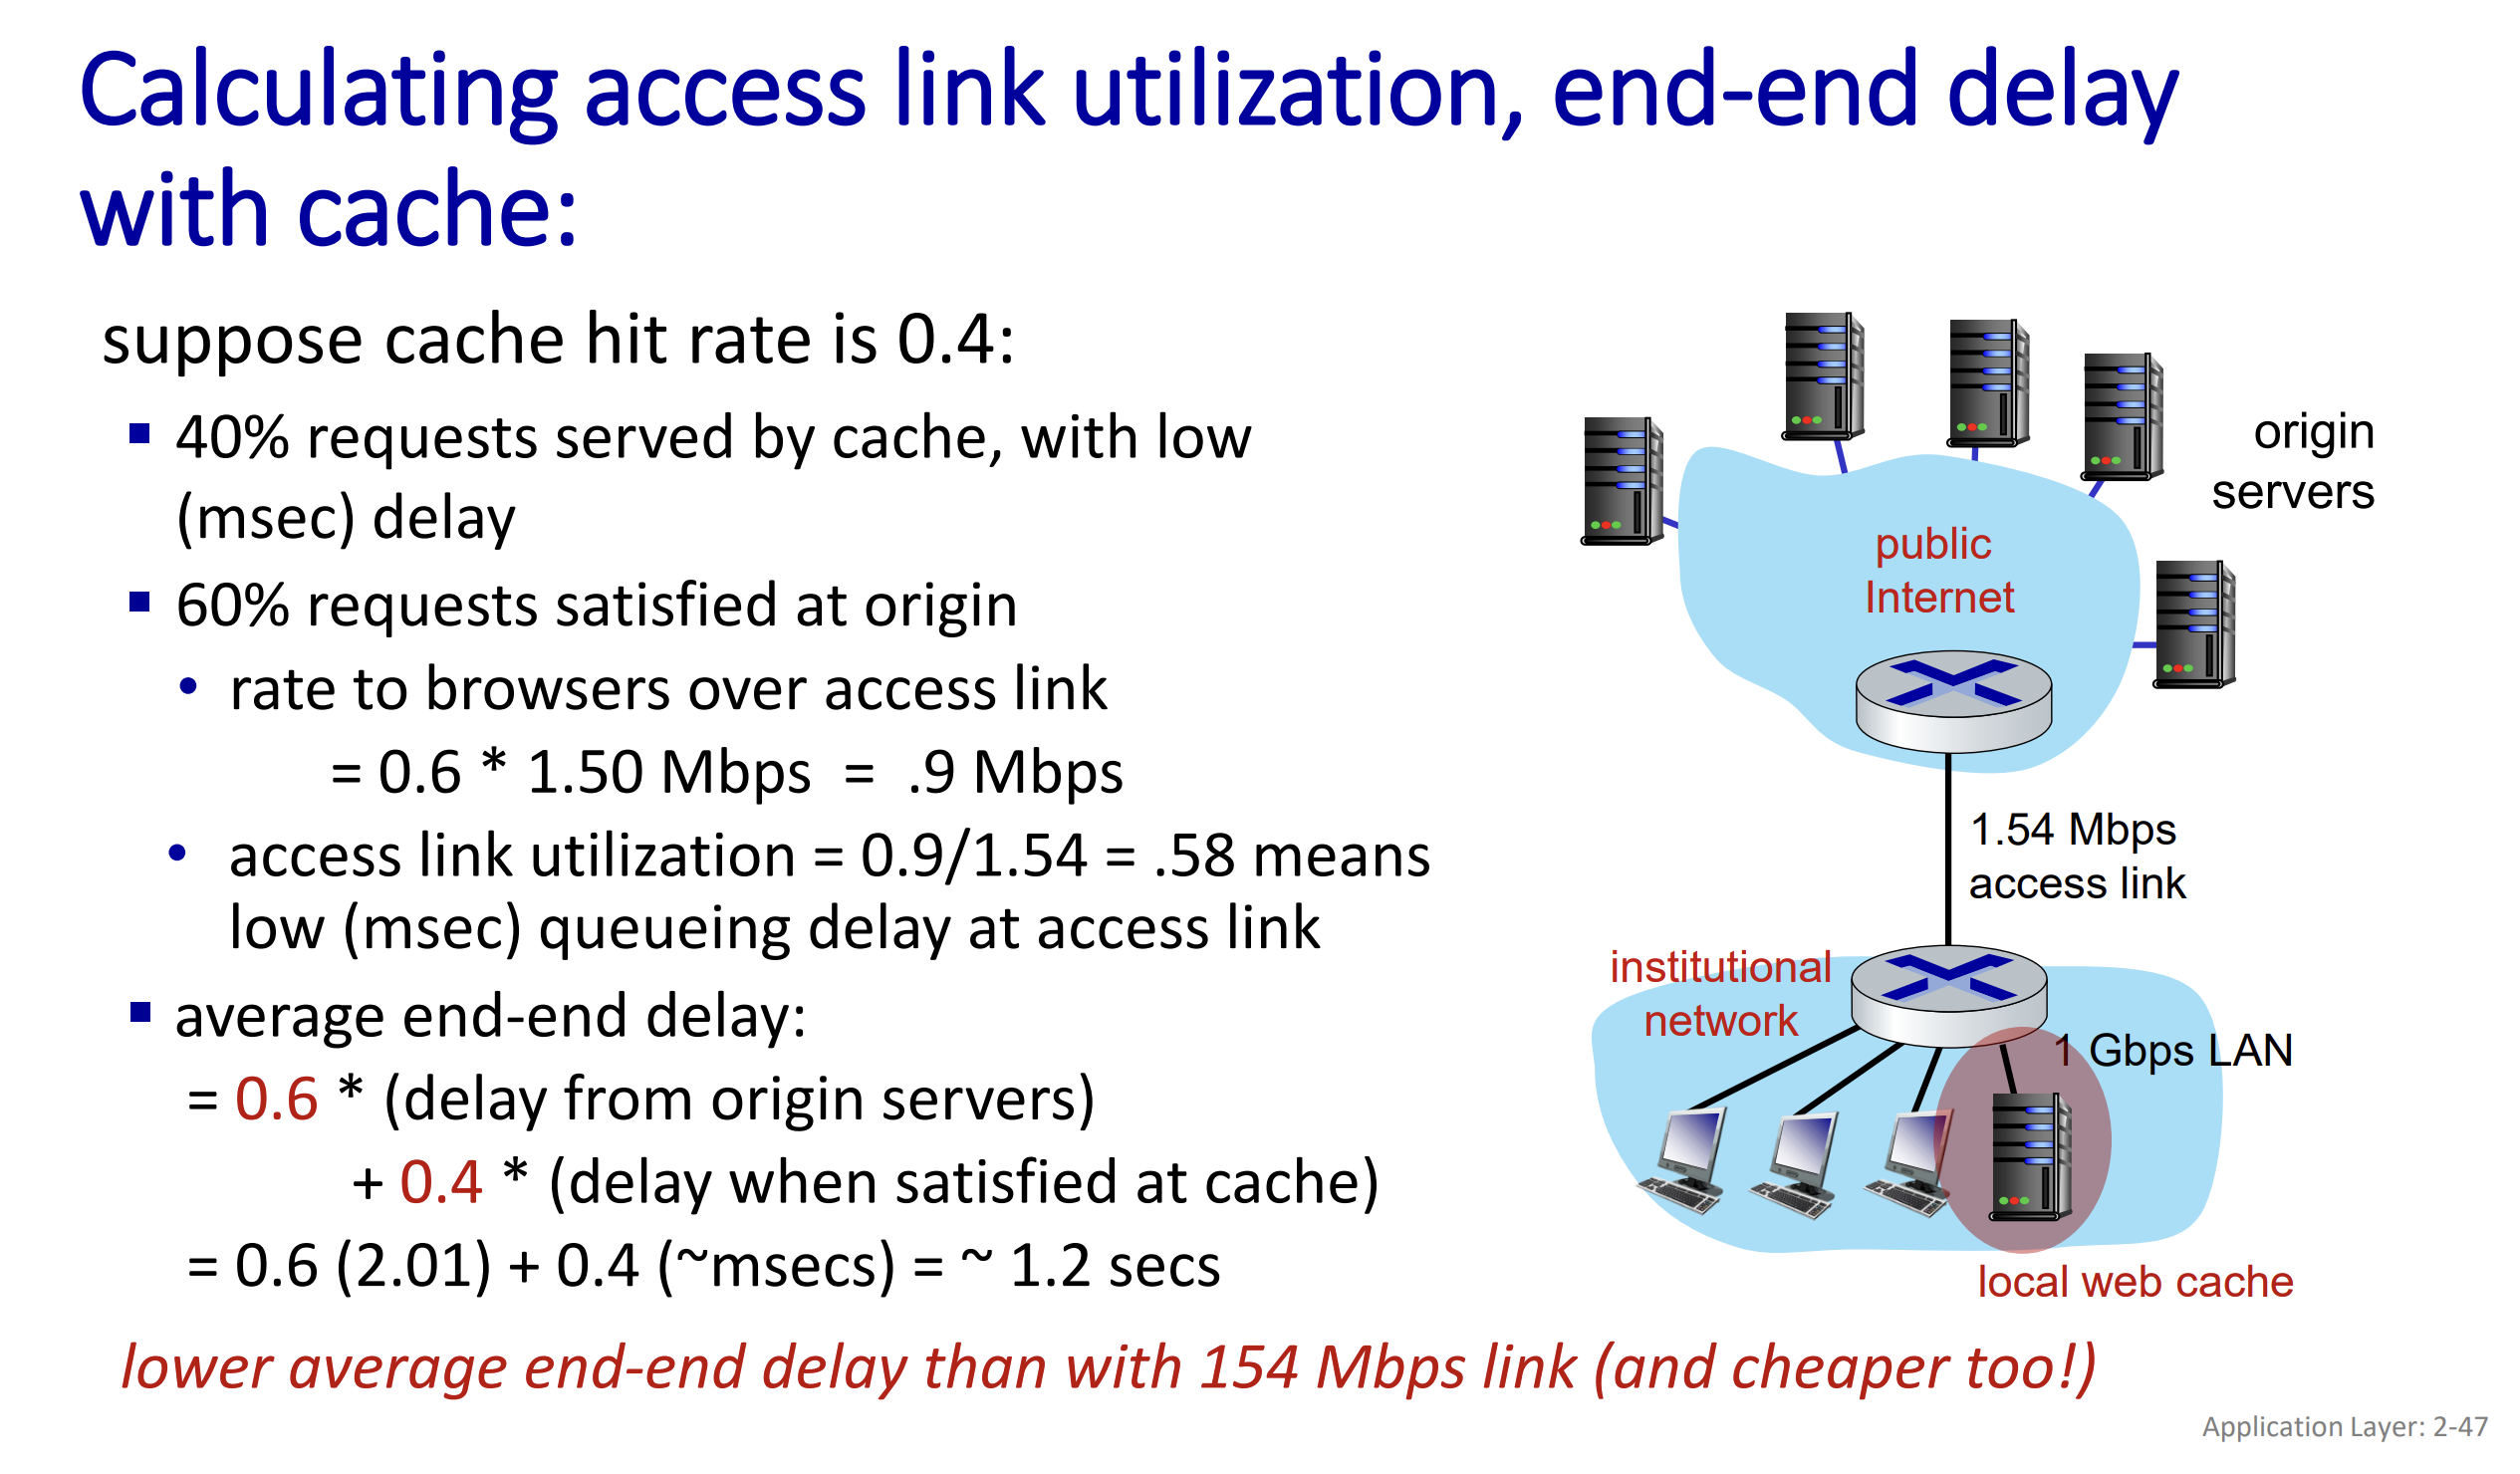 Calculating access link utilization, end-end delay
with cache:
suppose cache hit rate is 0.4:
▪ 40% requests served by cache, with low
(msec) delay
▪ 60% requests satisfied at origin
• rate to browsers over access link
= 0.6 * 1.50 Mbps = .9 Mbps
• access link utilization = 0.9/1.54 = .58 means
low (msec) queueing delay at access link
▪ average end-end delay:
= 0.6 * (delay from origin servers)
+ 0.4 * (delay when satisfied at cache)
= 0.6 (2.01) + 0.4 (~msecs) = ~ 1.2 secs
lower average end-end delay than with 154 Mbps link (and cheaper too!)
origin
servers
public
Internet
1.54 Mbps
access link
institutional
network
1 Gbps LAN
local web cache
Application Layer: 2-47